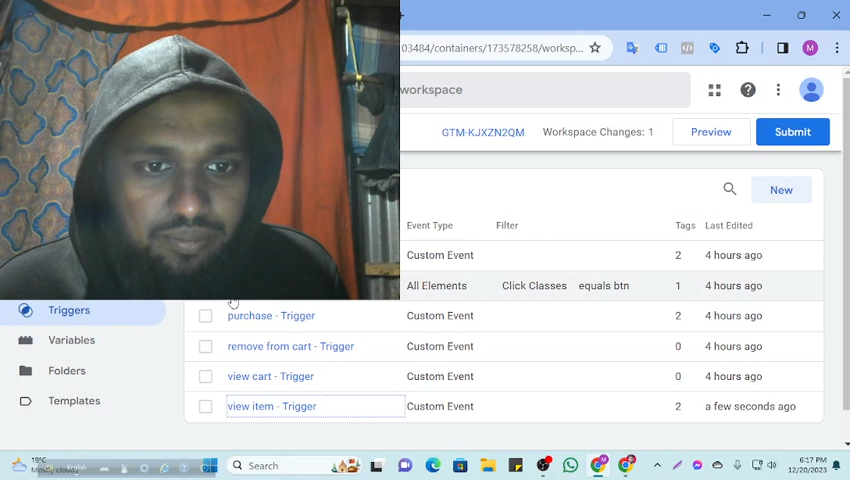 03484/containers/173578258/worksp...
M
workspace
GTM-KJXZN2QM Workspace Changes: 1 Preview Submit
New
Event Type Filter Tags Last Edited
Custom Event 2 4 hours ago
All Elements Click Classes equals btn 1 4 hours ago
Triggers
purchase - Trigger Custom Event 2 4 hours ago
Variables
remove from cart - Trigger Custom Event 0 4 hours ago
Folders
view cart - Trigger Custom Event 0 4 hours ago
Templates
view item - Trigger Custom Event 2 a few seconds ago
19°C
Mostly cloudy
English
Search
6:17 PM
12/20/2023